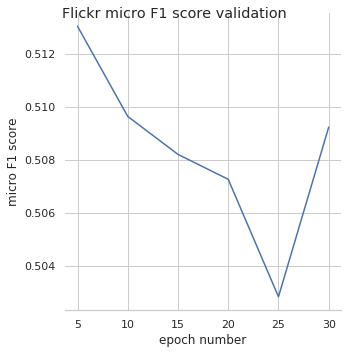 Flickr micro F1 score validation
0.512
0.510
0.508
0.506
0.504
micro F1 score
5 10 15 20 25 30
epoch number